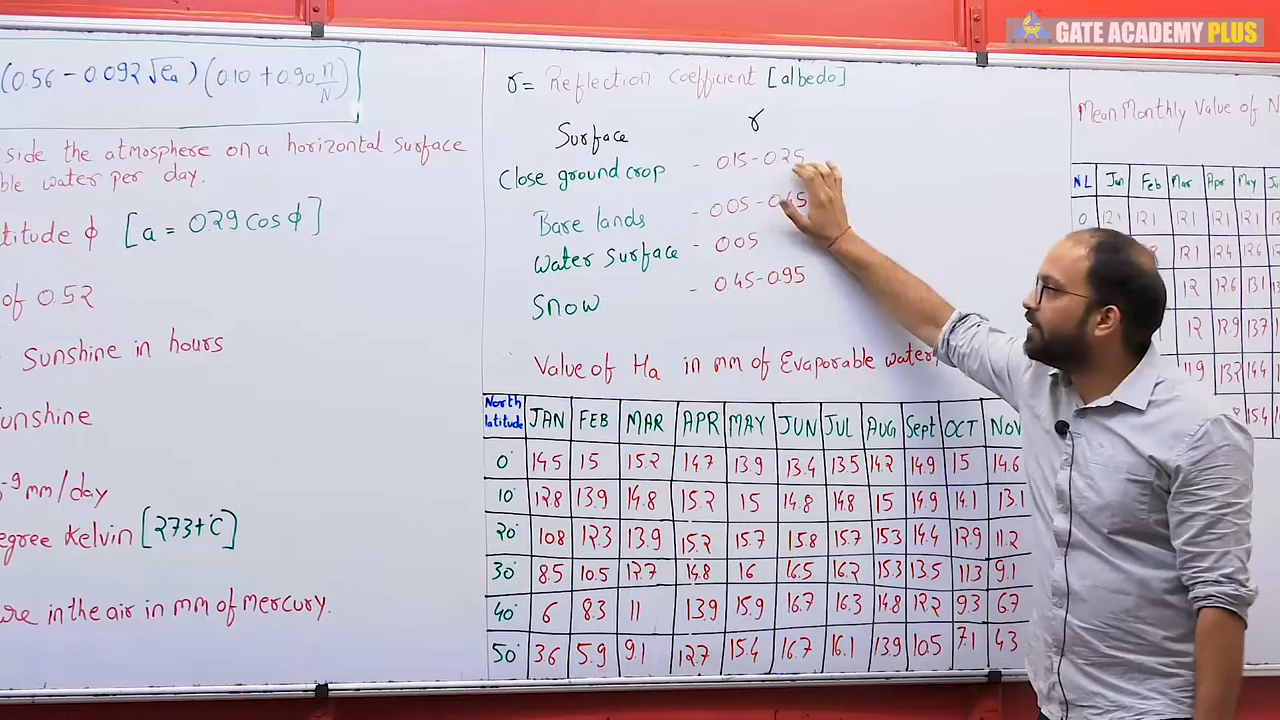 GATE ACADEMY PLUS
(0.56 - 0.092 √ea) (0.10 + 0.90 n/N)
side the atmosphere on a horizontal Surface
ble water per day.
titude ϕ [a = 0.29 cos ϕ]
of 0.52
Sunshine in hours
unshine
-9 mm/day
egree Kelvin [273+°C]
ure in the air in mm of mercury.
r = Reflection Coefficient [albedo]
Surface r
Close ground crop - 0.15-0.25
Bare lands - 0.05-0.45
Water Surface - 0.05
Snow - 0.45-0.95
Value of Ha in mm of Evaporable water
North latitude JAN FEB MAR APR MAY JUN JUL AUG Sept OCT NOV
0° 14.5 15 15.2 14.7 13.9 13.4 13.5 14.2 14.9 15 14.6
10° 12.8 13.9 14.8 15.2 15 14.8 14.8 15 14.9 14.1 13.1
20° 10.8 12.3 13.9 15.2 15.7 15.8 15.7 15.3 14.4 12.9 11.2
30° 8.5 10.5 12.7 14.8 16 16.5 16.2 15.3 13.5 11.3 9.1
40° 6 8.3 11 13.9 15.9 16.7 16.3 14.8 12.2 9.3 6.7
50° 3.6 5.9 9.1 12.7 15.4 16.7 16.1 13.9 10.5 7.1 4.3
Mean Monthly Value of N
NL Jan Feb Mar Apr May
0 12.1 12.1 12.1 12.1 12.1
12.1 12.4 12.6
12 12.6 13.1
12 12.9 13.7
11.9 13.2 14.4
15.4